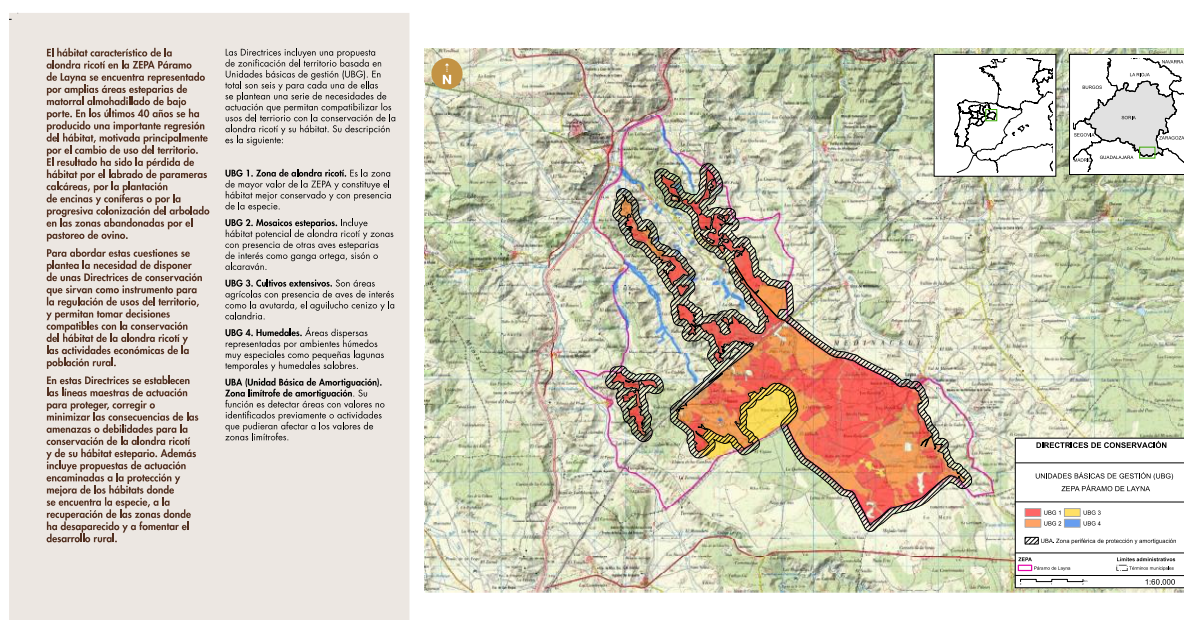 El hábitat característico de la
alondra ricotí en la ZEPA Páramo
de Layna se encuentra representado
por amplias áreas esteparias de
matorral almohadillado de bajo
porte. En los últimos 40 años se ha
producido una importante regresión
del hábitat, motivada principalmente
por el cambio de uso del territorio.
El resultado ha sido la pérdida de
hábitat por el labrado de parameras
calcáreas, por la plantación
de encinas y coníferas o por la
progresiva colonización del arbolado
en las zonas abandonadas por el
pastoreo de ovino.
Para abordar estas cuestiones se
plantea la necesidad de disponer
de unas Directrices de conservación
que sirvan como instrumento para
la regulación de usos del territorio,
y permitan tomar decisiones
compatibles con la conservación
del hábitat de la alondra ricotí y
las actividades económicas de la
población rural.
En estas Directrices se establecen
las líneas maestras de actuación
para proteger, corregir o
minimizar las consecuencias de las
amenazas o debilidades para la
conservación de la alondra ricotí
y de su hábitat estepario. Además
incluye propuestas de actuación
encaminadas a la protección y
mejora de los hábitats donde
se encuentra la especie, a la
recuperación de las zonas donde
ha desaparecido y a fomentar el
desarrollo rural.
Las Directrices incluyen una propuesta
de zonificación del territorio basada en
Unidades básicas de gestión (UBG). En
total son seis y para cada una de ellas
se plantean una serie de necesidades de
actuación que permitan compatibilizar los
usos del terriorio con la conservación de la
alondra ricotí y su hábitat. Su descripción
es la siguiente:
UBG 1. Zona de alondra ricotí. Es la zona
de mayor valor de la ZEPA y constituye el
hábitat mejor conservado y con presencia
de la especie.
UBG 2. Mosaicos esteparios. Incluye
hábitat potencial de alondra ricotí y zonas
con presencia de otras aves esteparias
de interés como ganga ortega, sisón o
alcaraván.
UBG 3. Cultivos extensivos. Son áreas
agrícolas con presencia de aves de interés
como la avutarda, el aguilucho cenizo y la
calandria.
UBG 4. Humedales. Áreas dispersas
representadas por ambientes húmedos
muy especiales como pequeñas lagunas
temporales y humedales salobres.
UBA (Unidad Básica de Amortiguación).
Zona limítrofe de amortiguación. Su
función es detectar áreas con valores no
identificados previamente o actividades
que pudieran afectar a los valores de
zonas limítrofes.
N
NAVARRA
LA RIOJA
BURGOS
SORIA
SEGOVIA
ZARAGOZA
MADRID
GUADALAJARA
DE MEDINACELI
DIRECTRICES DE CONSERVACIÓN
UNIDADES BÁSICAS DE GESTIÓN (UBG)
ZEPA PÁRAMO DE LAYNA
UBG 1 UBG 3
UBG 2 UBG 4
UBA. Zona periférica de protección y amortiguación
ZEPA Límites administrativos
Páramo de Layna Términos municipales
1:60.000